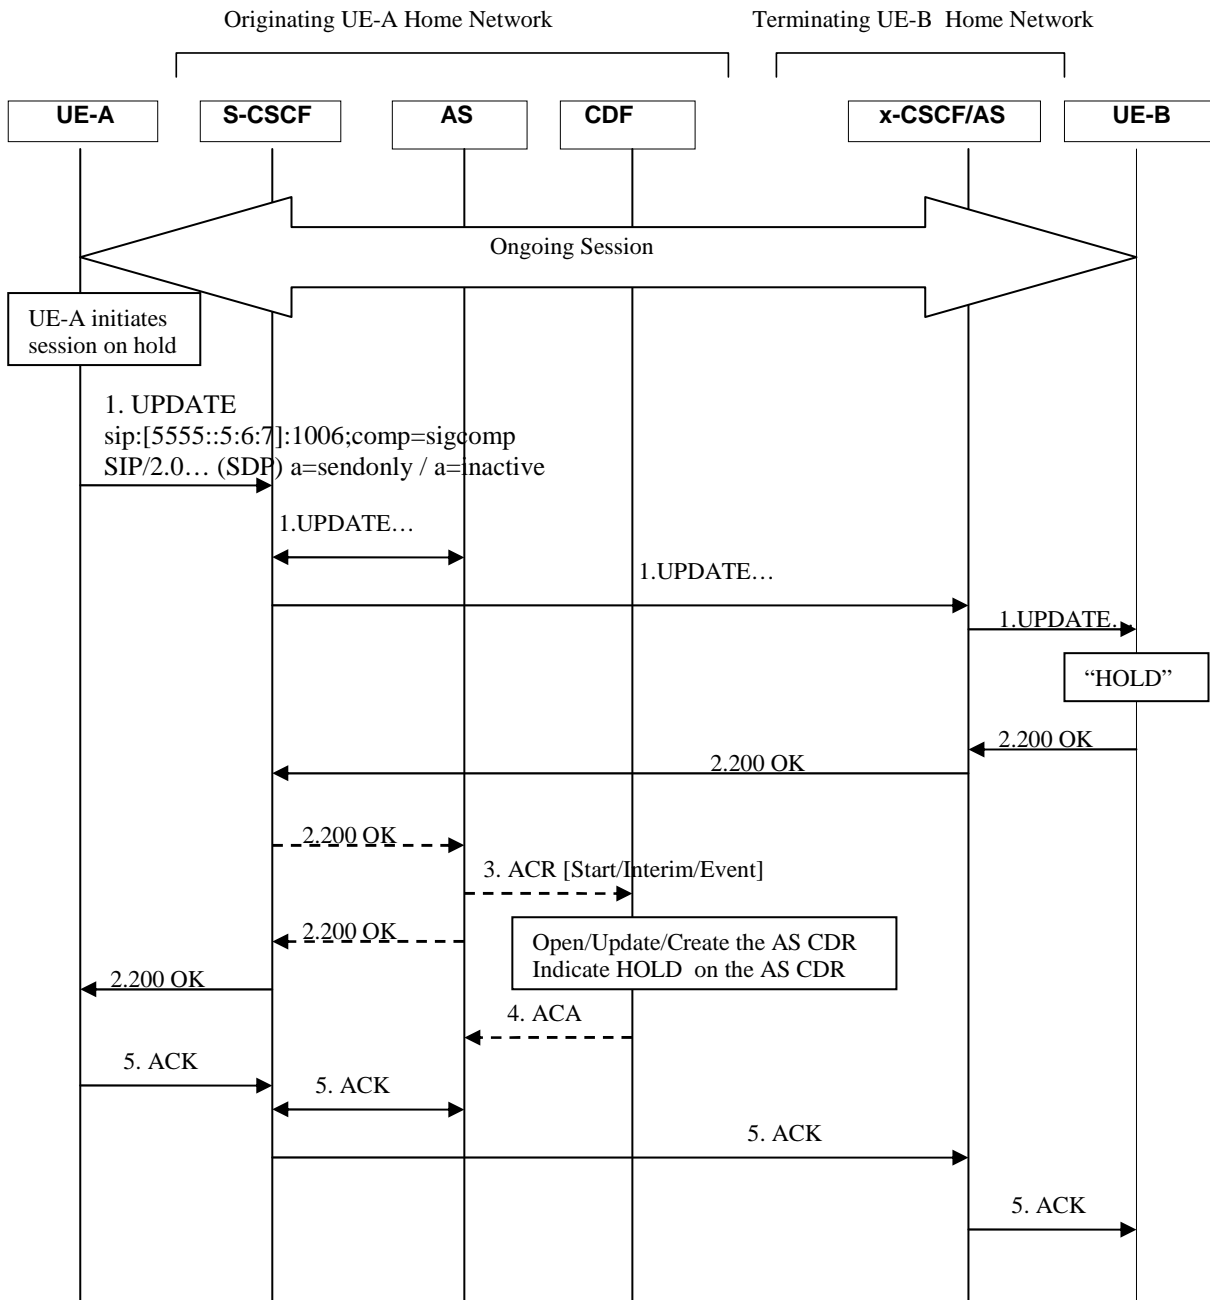 Originating UE-A Home Network
Terminating UE-B  Home Network
UE-A
S-CSCF
AS
CDF
x-CSCF/AS
UE-B
Ongoing Session
UE-A initiates
session on hold
1. UPDATE
sip:[5555::5:6:7]:1006;comp=sigcomp
SIP/2.0… (SDP) a=sendonly / a=inactive
1.UPDATE…
1.UPDATE…
1.UPDATE…
“HOLD”
2.200 OK
2.200 OK
2.200 OK
3. ACR [Start/Interim/Event]
2.200 OK
Open/Update/Create the AS CDR
Indicate HOLD  on the AS CDR
2.200 OK
4. ACA
5. ACK
5. ACK
5. ACK
5. ACK